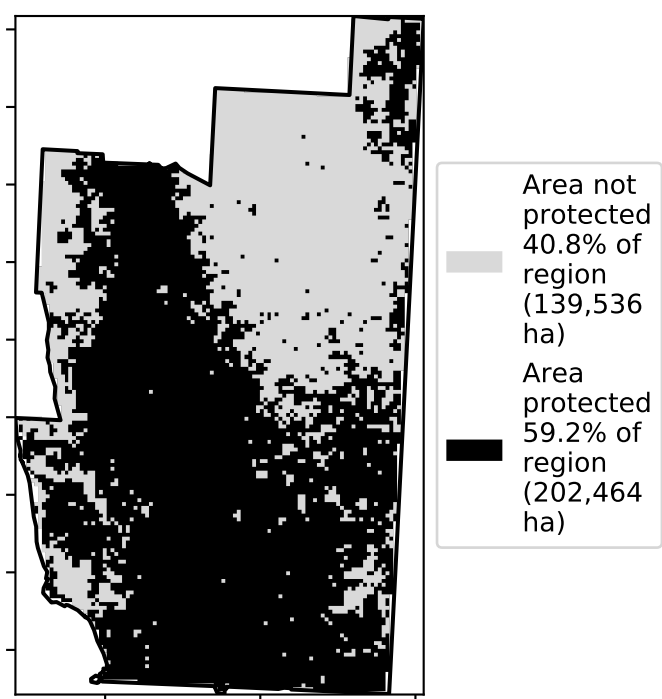 Area not
protected
40.8% of
region
(139,536
ha)
Area
protected
59.2% of
region
(202,464
ha)